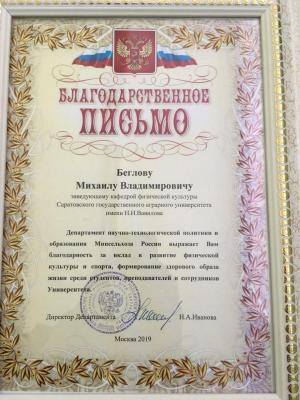 БЛАГОДАРСТВЕННОЕ
ПИСЬМО
Беглову
Михаилу Владимировичу
заведующему кафедрой физической культуры
Саратовского государственного аграрного университета
имени Н.И.Вавилова
Департамент научно-технологической политики и
образования Минсельхоза России выражает Вам
благодарность за вклад в развитие физической
культуры и спорта, формирование здорового образа
жизни среди студентов, преподавателей и сотрудников
Университета.
Директор Департамента Н.А.Иванова
Москва 2019